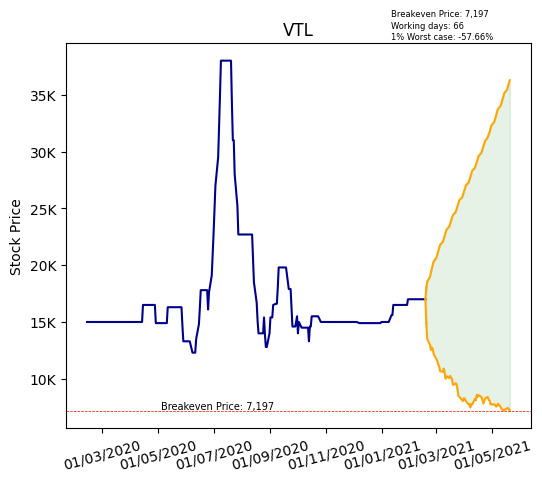 Breakeven Price: 7,197
Working days: 66
1% Worst case: -57.66%
VTL
Stock Price
35K
30K
25K
20K
15K
10K
Breakeven Price: 7,197
01/03/2020
01/05/2020
01/07/2020
01/09/2020
01/11/2020
01/01/2021
01/03/2021
01/05/2021